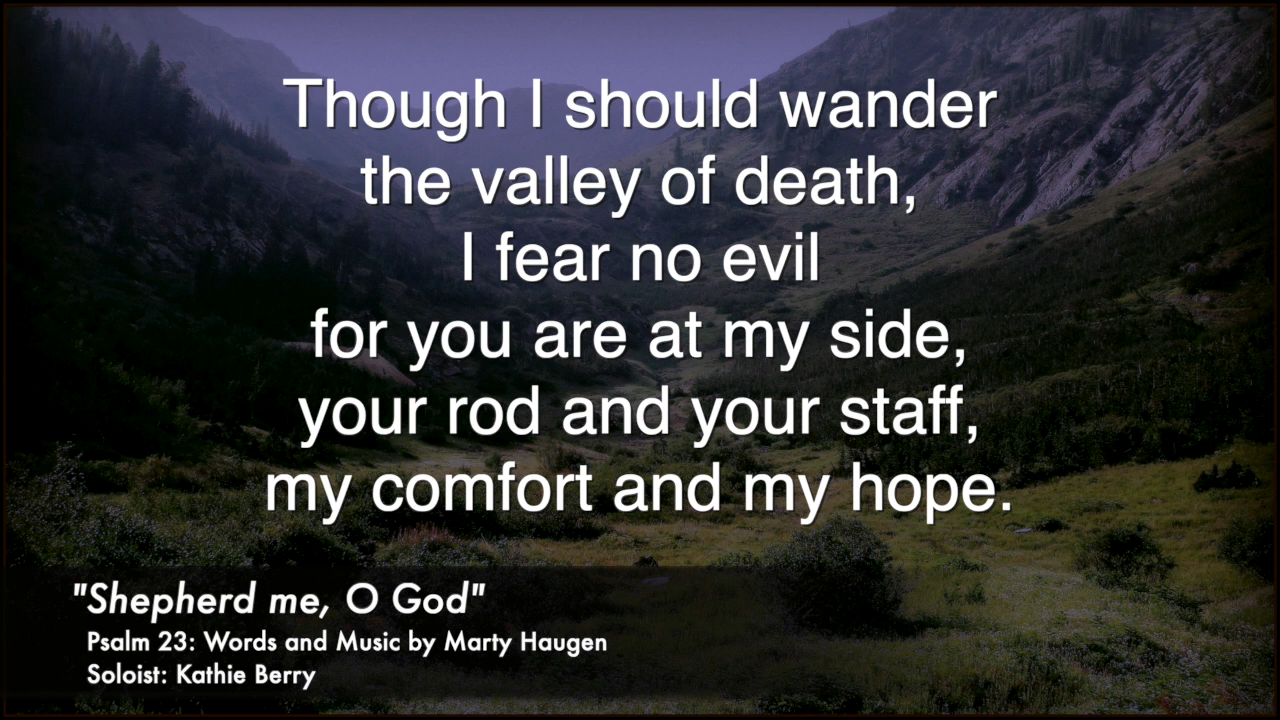 Though I should wander
the valley of death,
I fear no evil
for you are at my side,
your rod and your staff,
my comfort and my hope.
"Shepherd me, O God"
Psalm 23: Words and Music by Marty Haugen
Soloist: Kathie Berry